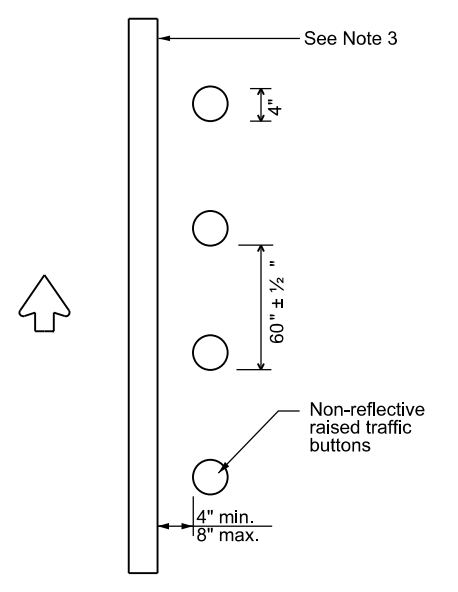 See Note 3
4"
60" ± ½ "
Non-reflective
raised traffic
buttons
4" min.
8" max.